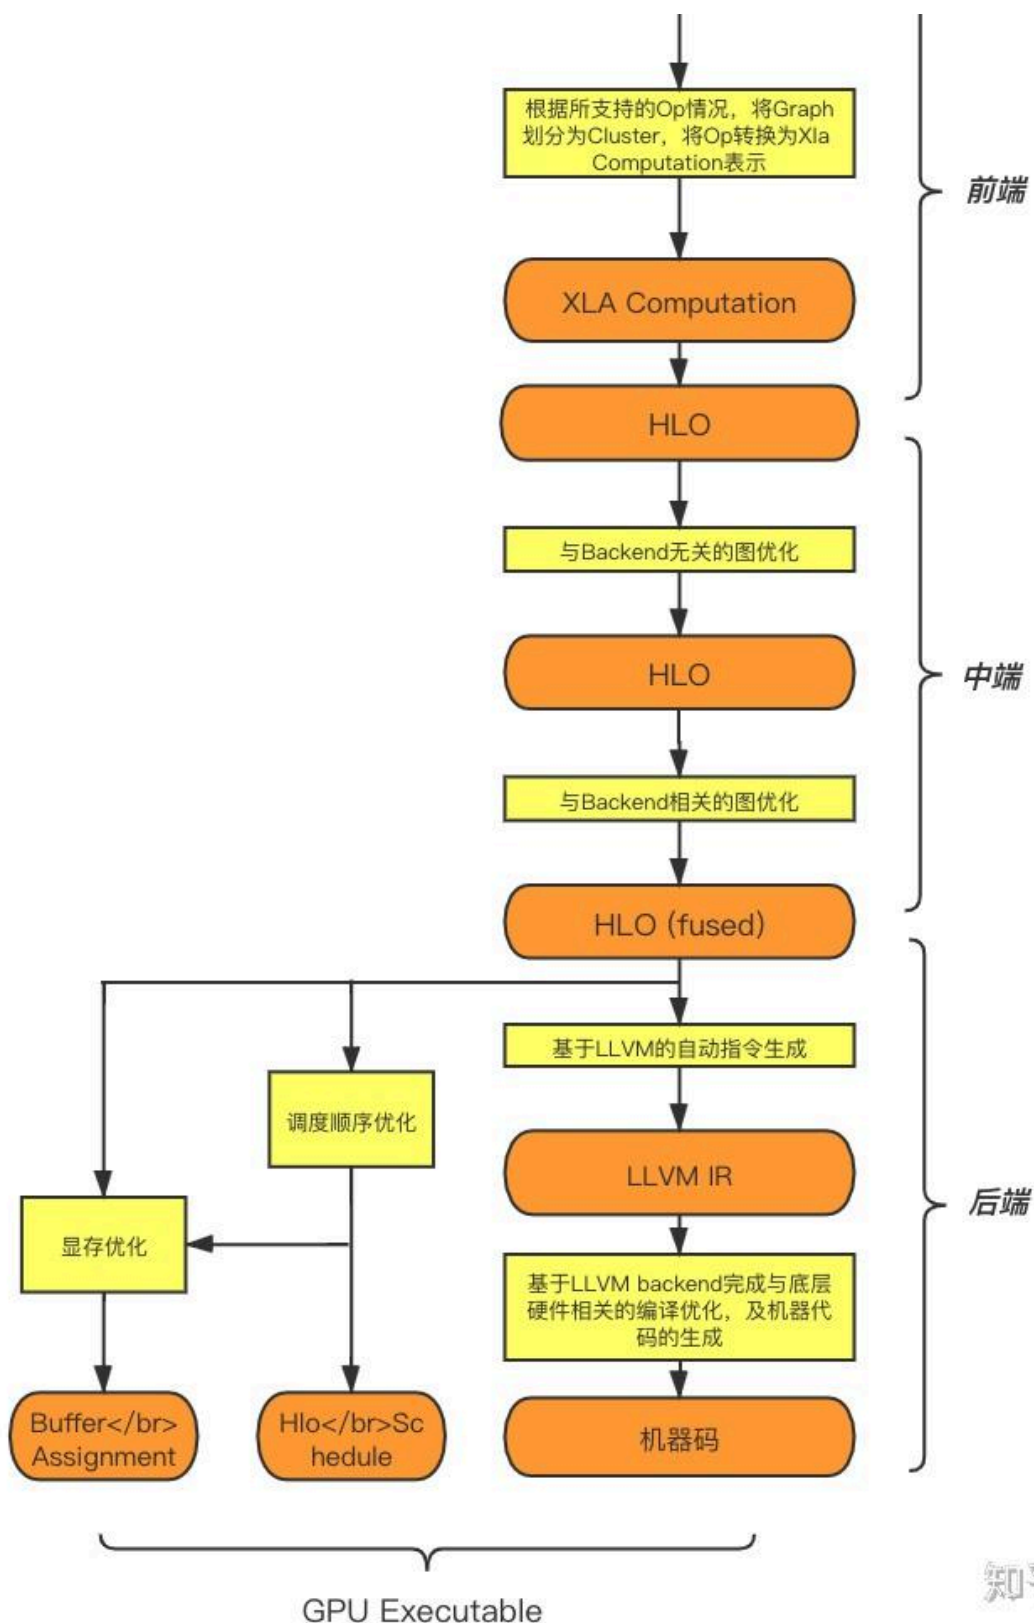 根据所支持的Op情况，将Graph
划分为Cluster，将Op转换为Xla
Computation表示
前端
XLA Computation
HLO
与Backend无关的图优化
HLO
中端
与Backend相关的图优化
HLO (fused)
基于LLVM的自动指令生成
调度顺序优化
LLVM IR
后端
显存优化
基于LLVM backend完成与底层
硬件相关的编译优化，及机器代
码的生成
Buffer</br>
Assignment
Hlo</br>Sc
hedule
机器码
GPU Executable
知